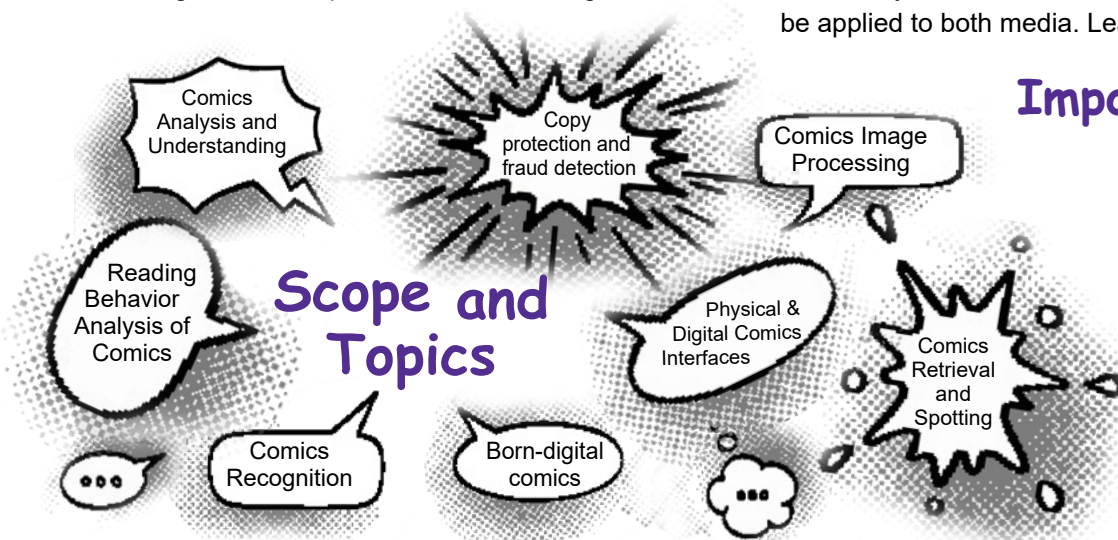 be applied to both media.
Comics
Analysis and
Understanding
Copy
protection and
fraud detection
Comics Image
Processing
Reading
Behavior
Analysis of
Comics
Scope and
Topics
Physical &
Digital Comics
Interfaces
Comics
Retrieval
and
Spotting
Comics
Recognition
Born-digital
comics
...
...